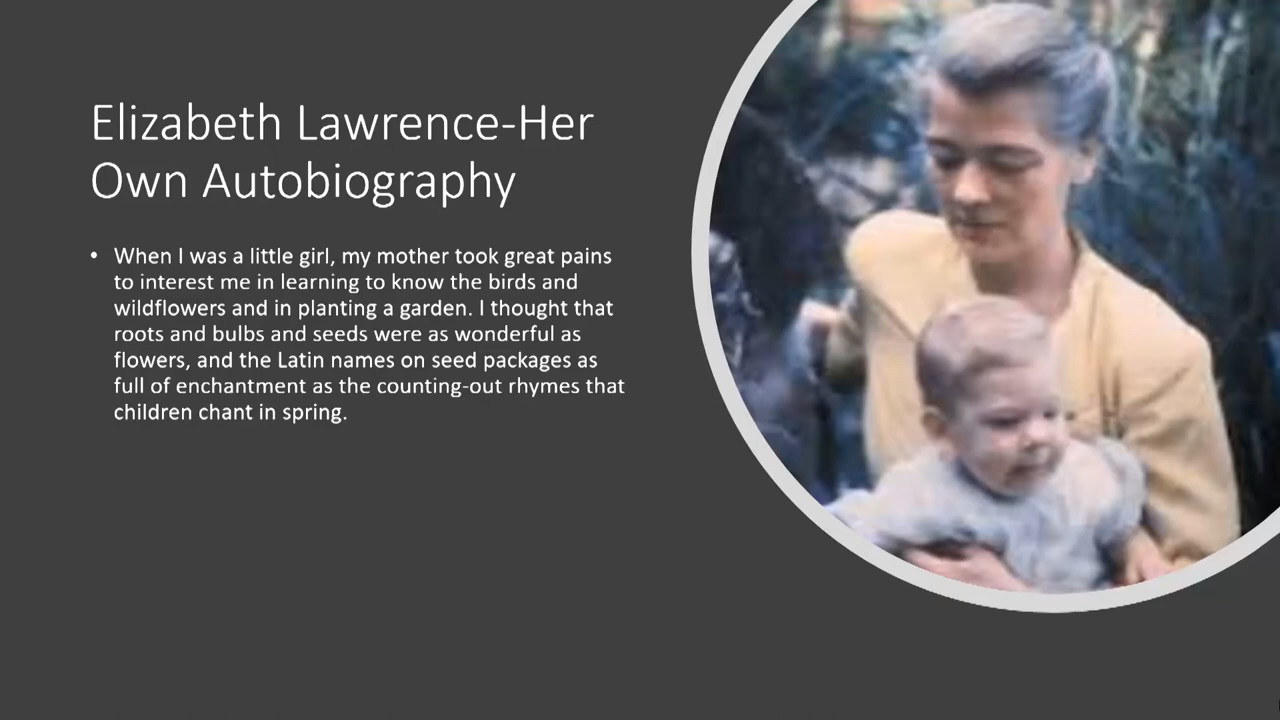 Elizabeth Lawrence-Her
Own Autobiography
• When I was a little girl, my mother took great pains
to interest me in learning to know the birds and
wildflowers and in planting a garden. I thought that
roots and bulbs and seeds were as wonderful as
flowers, and the Latin names on seed packages as
full of enchantment as the counting-out rhymes that
children chant in spring.